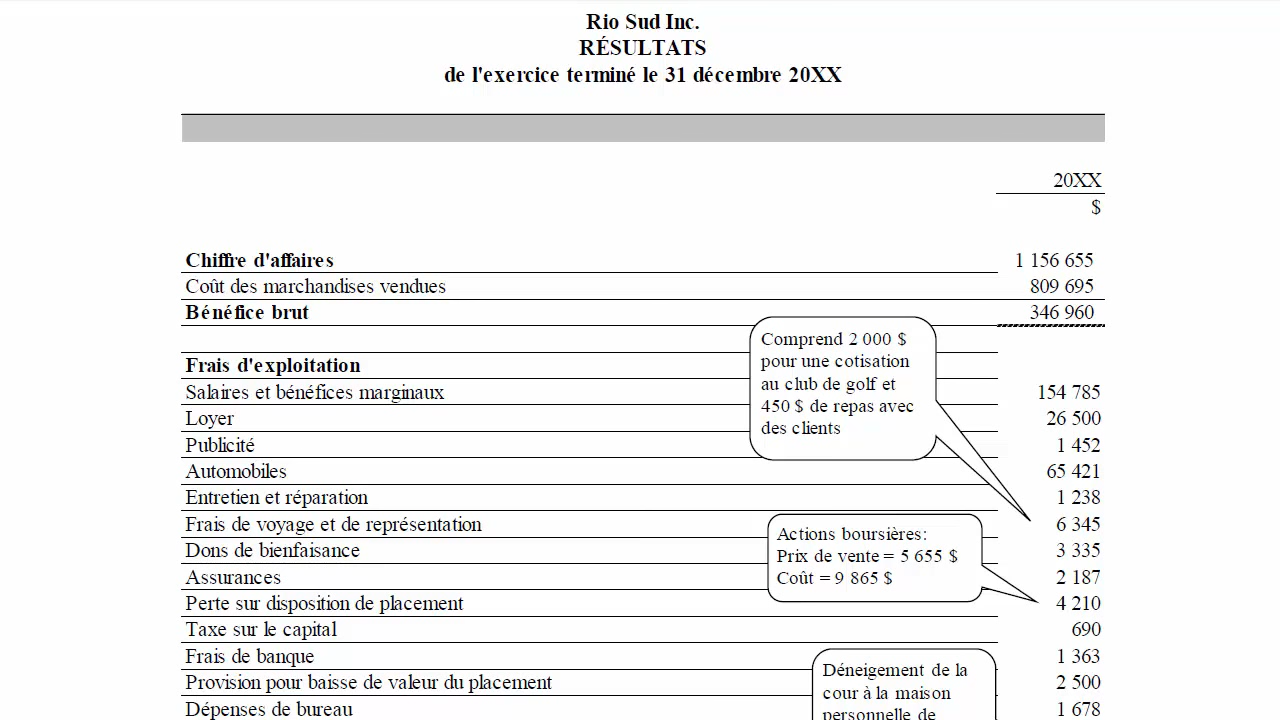 Rio Sud Inc.
RÉSULTATS
de l'exercice terminé le 31 décembre 20XX
20XX
$
Chiffre d'affaires 1 156 655
Coût des marchandises vendues 809 695
Bénéfice brut 346 960
Comprend 2 000 $
pour une cotisation
au club de golf et
450 $ de repas avec
des clients
Frais d'exploitation
Salaires et bénéfices marginaux 154 785
Loyer 26 500
Publicité 1 452
Automobiles 65 421
Entretien et réparation 1 238
Frais de voyage et de représentation 6 345
Actions boursières:
Prix de vente = 5 655 $
Coût = 9 865 $
Dons de bienfaisance 3 335
Assurances 2 187
Perte sur disposition de placement 4 210
Taxe sur le capital 690
Frais de banque 1 363
Déneigement de la
cour à la maison
personnelle de
Provision pour baisse de valeur du placement 2 500
Dépenses de bureau 1 678